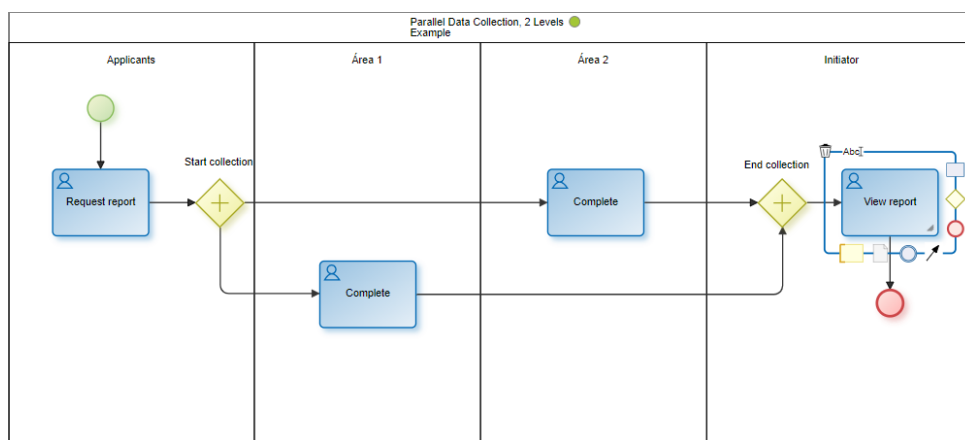 Parallel Data Collection, 2 Levels
Example
Applicants
Área 1
Área 2
Initiator
Start collection
End collection
Abc
Request report
Complete
View report
Complete